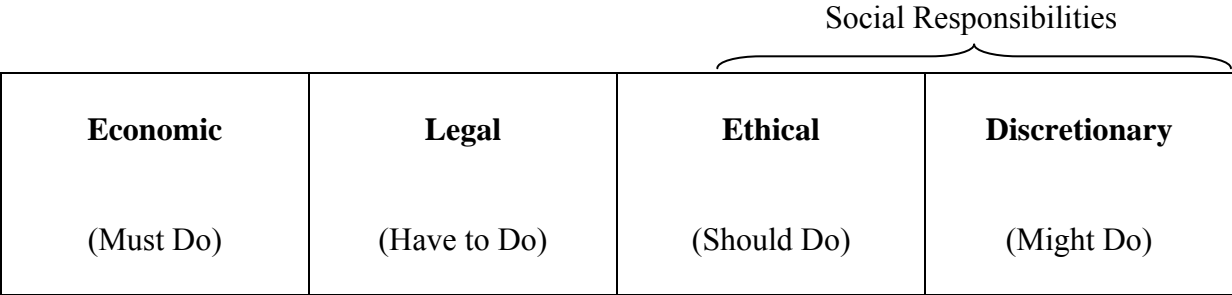 Social Responsibilities
Economic Legal Ethical Discretionary
(Must Do) (Have to Do) (Should Do) (Might Do)